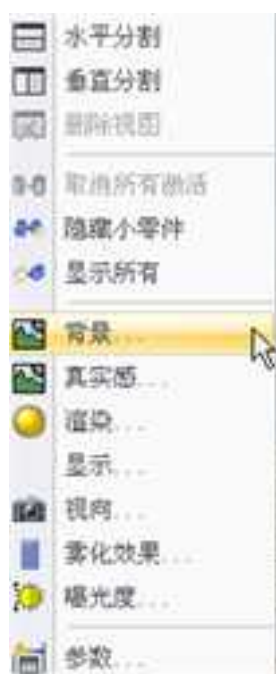 水平分割
垂直分割
删除视图
取消所有激活
隐藏小零件
显示所有
背景...
真实感...
渲染...
显示...
视向...
雾化效果...
曝光度...
参数...